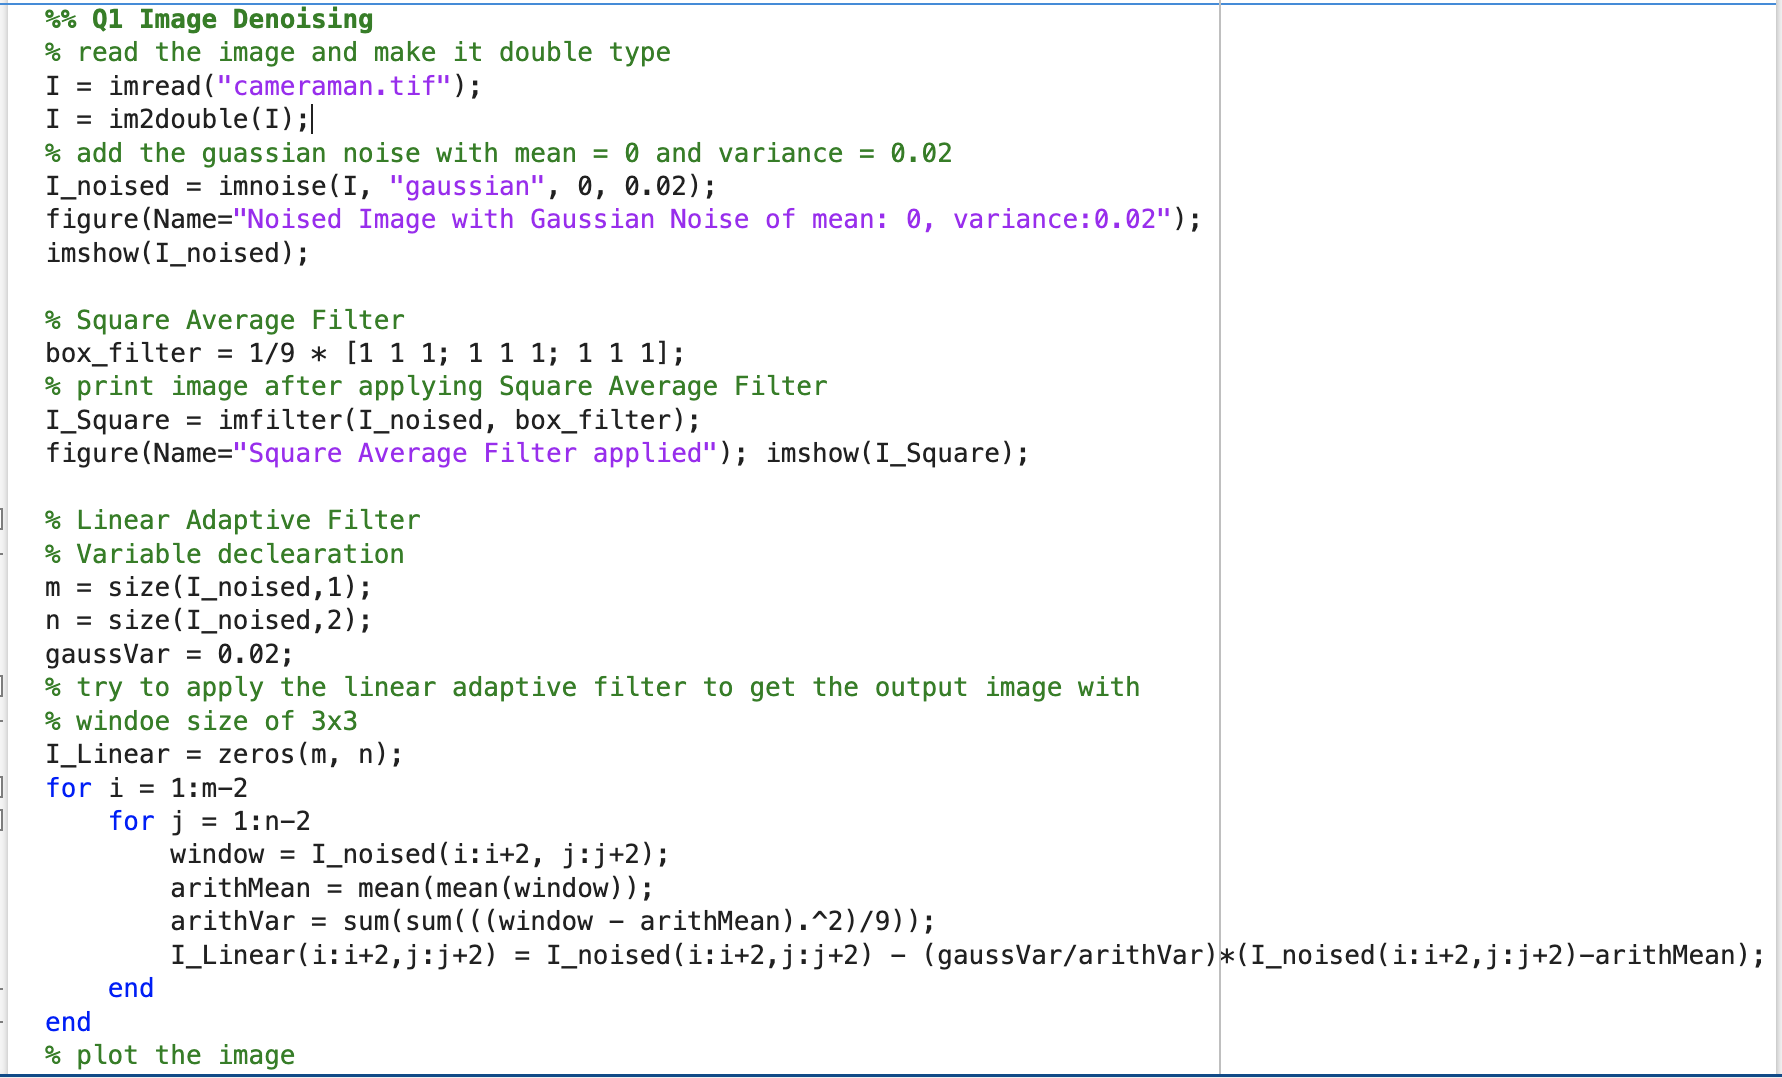 %% Q1 Image Denoising
% read the image and make it double type
I = imread("cameraman.tif");
I = im2double(I);
% add the guassian noise with mean = 0 and variance = 0.02
I_noised = imnoise(I, "gaussian", 0, 0.02);
figure(Name="Noised Image with Gaussian Noise of mean: 0, variance:0.02");
imshow(I_noised);
% Square Average Filter
box_filter = 1/9 * [1 1 1; 1 1 1; 1 1 1];
% print image after applying Square Average Filter
I_Square = imfilter(I_noised, box_filter);
figure(Name="Square Average Filter applied"); imshow(I_Square);
% Linear Adaptive Filter
% Variable declearation
m = size(I_noised,1);
n = size(I_noised,2);
gaussVar = 0.02;
% try to apply the linear adaptive filter to get the output image with
% windoe size of 3x3
I_Linear = zeros(m, n);
for i = 1:m-2
    for j = 1:n-2
        window = I_noised(i:i+2, j:j+2);
        arithMean = mean(mean(window));
        arithVar = sum(sum(((window - arithMean).^2)/9));
        I_Linear(i:i+2,j:j+2) = I_noised(i:i+2,j:j+2) - (gaussVar/arithVar)*(I_noised(i:i+2,j:j+2)-arithMean);
    end
end
% plot the image